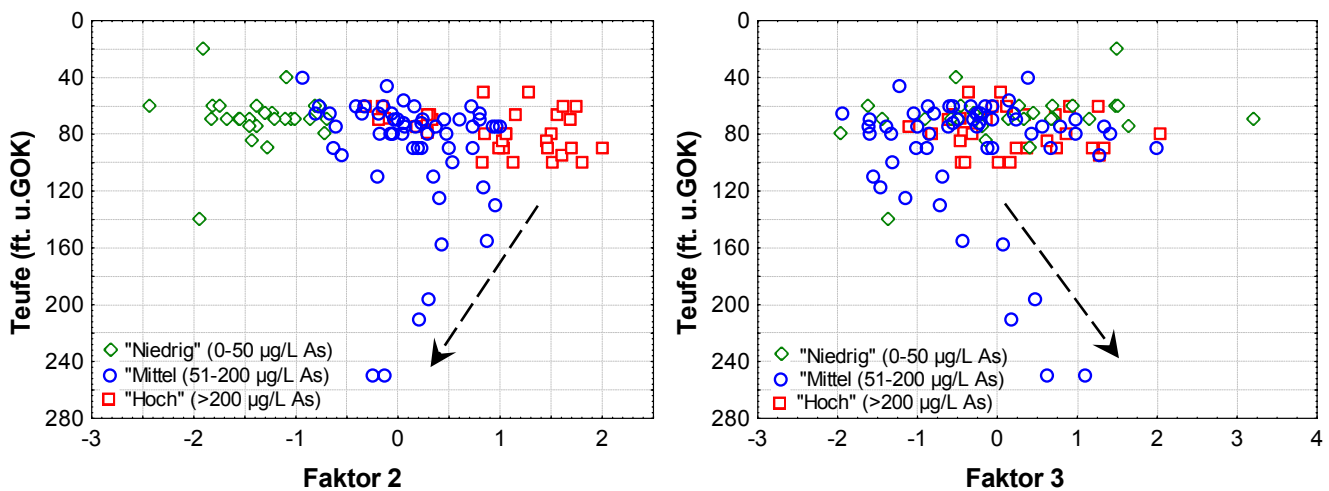 0
40
80
120
160
200
240
280
Teufe (ft. u.GOK)
"Niedrig" (0-50 µg/L As)
"Mittel (51-200 µg/L As)
"Hoch" (>200 µg/L As)
-3 -2 -1 0 1 2
Faktor 2
0
40
80
120
160
200
240
280
Teufe (ft. u.GOK)
"Niedrig" (0-50 µg/L As)
"Mittel (51-200 µg/L As)
"Hoch" (>200 µg/L As)
-3 -2 -1 0 1 2 3 4
Faktor 3